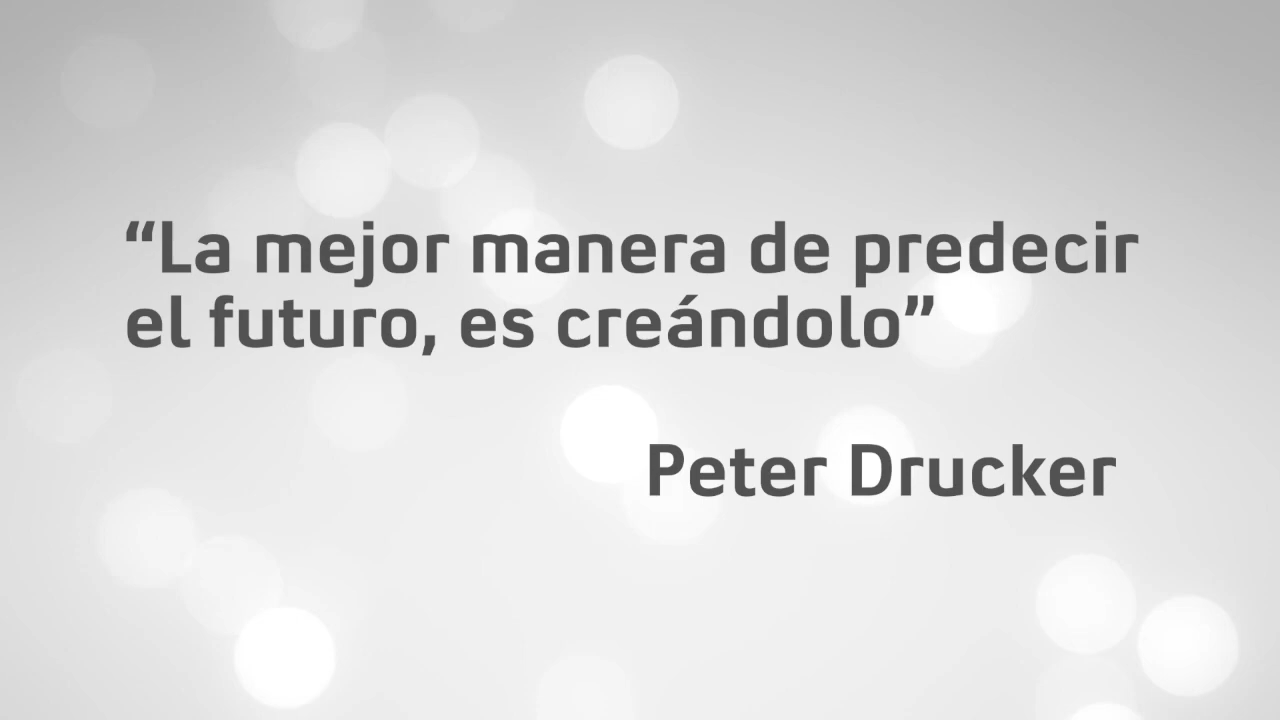 “La mejor manera de predecir
el futuro, es creándolo”
Peter Drucker